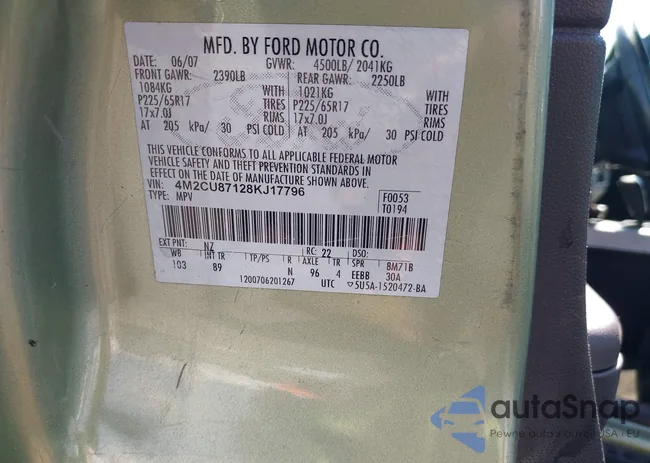 MFD. BY FORD MOTOR CO.
DATE: 06/07 GVWR: 4500LB/ 2041KG
FRONT GAWR: 2390LB REAR GAWR: 2250LB
1084KG WITH 1021KG WITH
P225/65R17 TIRES P225/65R17 TIRES
17x7.0J RIMS 17x7.0J RIMS
AT 205 kPa/ 30 PSI COLD AT 205 kPa/ 30 PSI COLD
THIS VEHICLE CONFORMS TO ALL APPLICABLE FEDERAL MOTOR
VEHICLE SAFETY AND THEFT PREVENTION STANDARDS IN
EFFECT ON THE DATE OF MANUFACTURE SHOWN ABOVE.
VIN: 4M2CU87128KJ17796 F0053
TYPE: MPV T0194
EXT PNT: NZ RC: 22 DSO:
WB INT TR TP/PS R AXLE TR SPR BM71B
103 89 N 96 4 EEBB 30A
1200706201267 UTC 5U5A-1520472-BA
autaSnap
Pewne auta z aukcji USA i EU